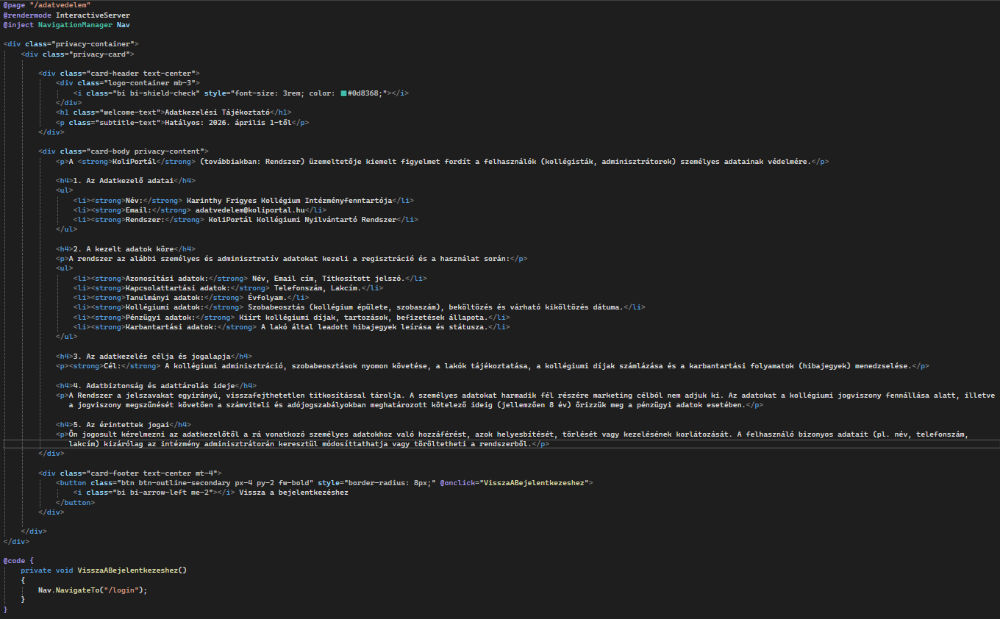 @page "/adatvedelem"
@rendermode InteractiveServer
@inject NavigationManager Nav
<div class="privacy-container">
<div class="privacy-card">
<div class="card-header text-center">
<div class="logo-container mb-3">
<i class="bi bi-shield-check" style="font-size: 3rem; color: #0d8368;"></i>
</div>
<h1 class="welcome-text">Adatkezelési Tájékoztató</h1>
<p class="subtitle-text">Hatályos: 2026. április 1-től</p>
</div>
<div class="card-body privacy-content">
<p>A <strong>KoliPortál</strong> (továbbiakban: Rendszer) üzemeltetője kiemelt figyelmet fordít a felhasználók (kollégisták, adminisztrátorok) személyes adatainak védelmére.</p>
<h4>1. Az Adatkezelő adatai</h4>
<ul>
<li><strong>Név:</strong> Karinthy Frigyes Kollégium Intézményfenntartója</li>
<li><strong>Email:</strong> adatvedelem@koliportal.hu</li>
<li><strong>Rendszer:</strong> KoliPortál Kollégiumi Nyilvántartó Rendszer</li>
</ul>
<h4>2. A kezelt adatok köre</h4>
<p>A rendszer az alábbi személyes és adminisztratív adatokat kezeli a regisztráció és a használat során:</p>
<ul>
<li><strong>Azonosítási adatok:</strong> Név, Email cím, Titkosított jelszó.</li>
<li><strong>Kapcsolattartási adatok:</strong> Telefonszám, Lakcím.</li>
<li><strong>Tanulmányi adatok:</strong> Évfolyam.</li>
<li><strong>Kollégiumi adatok:</strong> Szobabeosztás (kollégium épülete, szobaszám), beköltözés és várható kiköltözés dátuma.</li>
<li><strong>Pénzügyi adatok:</strong> Kiírt kollégiumi díjak, tartozások, befizetések állapota.</li>
<li><strong>Karbantartási adatok:</strong> A lakó által leadott hibajegyek leírása és státusza.</li>
</ul>
<h4>3. Az adatkezelés célja és jogalapja</h4>
<p><strong>Cél:</strong> A kollégiumi adminisztráció, szobabeosztások nyomon követése, a lakók tájékoztatása, a kollégiumi díjak számlázása és a karbantartási folyamatok (hibajegyek) menedzselése.</p>
<h4>4. Adatbiztonság és adattárolás ideje</h4>
<p>A Rendszer a jelszavakat egyirányú, visszafejthetetlen titkosítással tárolja. A személyes adatokat harmadik fél részére marketing célból nem adjuk ki. Az adatokat a kollégiumi jogviszony fennállása alatt, illetve
a jogviszony megszűnését követően a számviteli és adójogszabályokban meghatározott kötelező ideig (jellemzően 8 év) őrizzük meg a pénzügyi adatok esetében.</p>
<h4>5. Az érintettek jogai</h4>
<p>Ön jogosult kérelmezni az adatkezelőtől a rá vonatkozó személyes adatokhoz való hozzáférést, azok helyesbítését, törlését vagy kezelésének korlátozását. A felhasználó bizonyos adatait (pl. név, telefonszám,
lakcím) kizárólag az intézmény adminisztrátorán keresztül módosíttathatja vagy töröltetheti a rendszerből.</p>
</div>
<div class="card-footer text-center mt-4">
<button class="btn btn-outline-secondary px-4 py-2 fw-bold" style="border-radius: 8px;" @onclick="VisszaABejelentkezeshez">
<i class="bi bi-arrow-left me-2"></i> Vissza a bejelentkezéshez
</button>
</div>
</div>
</div>
@code {
private void VisszaABejelentkezeshez()
{
Nav.NavigateTo("/login");
}
}